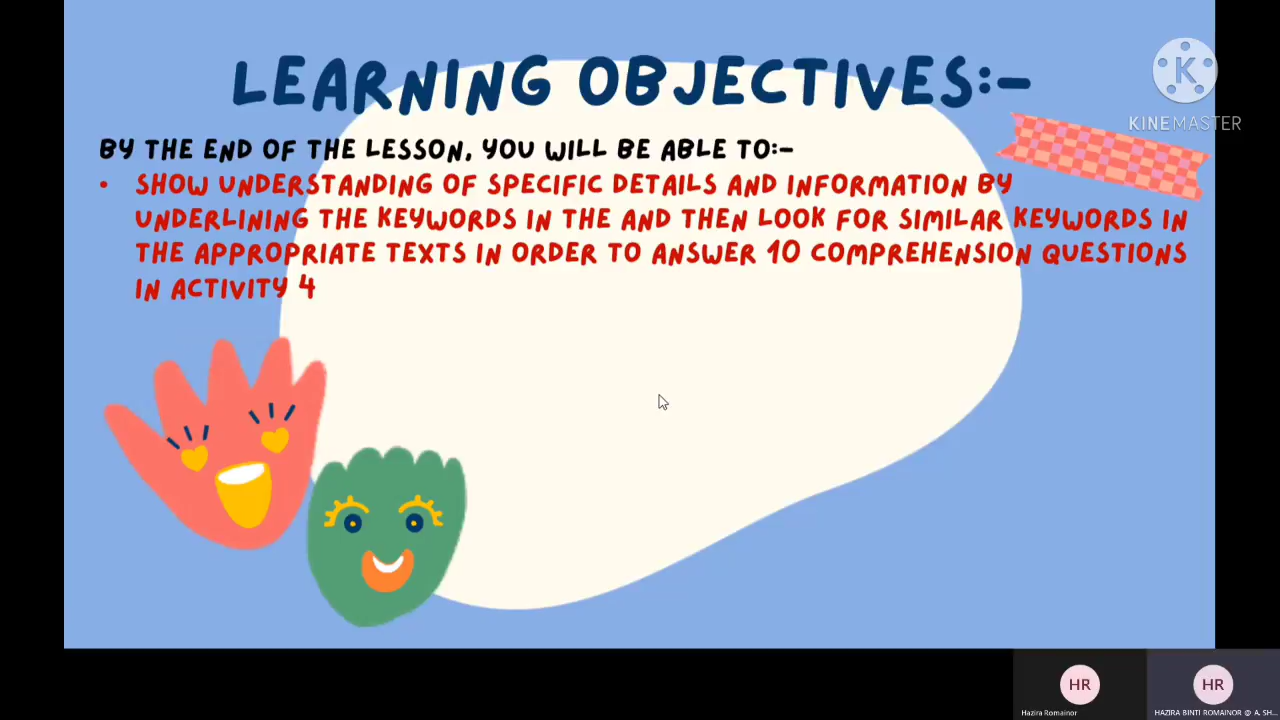 LEARNING OBJECTIVES:-
BY THE END OF THE LESSON, YOU WILL BE ABLE TO:-
• SHOW UNDERSTANDING OF SPECIFIC DETAILS AND INFORMATION BY
UNDERLINING THE KEYWORDS IN THE AND THEN LOOK FOR SIMILAR KEYWORDS IN
THE APPROPRIATE TEXTS IN ORDER TO ANSWER 10 COMPREHENSION QUESTIONS
IN ACTIVITY 4
K
KINEMASTER
HR
HR
Hazira Romainor
HAZIRA BINTI ROMAINOR @ A. SH...